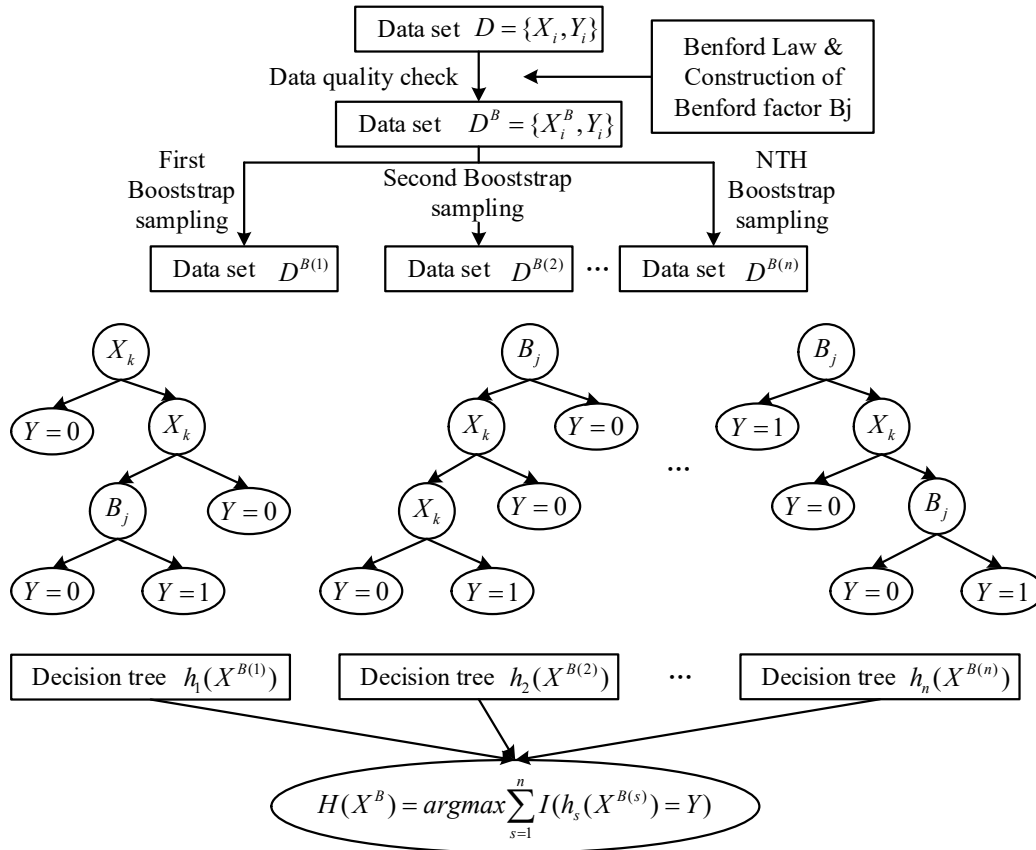 Data set D = {X_i, Y_i}
Benford Law &
Construction of
Benford factor Bj
Data quality check
Data set D^B = {X_i^B, Y_i}
First
Booststrap
sampling
Second Booststrap
sampling
NTH
Booststrap
sampling
Data set D^{B(1)}
Data set D^{B(2)}
...
Data set D^{B(n)}
X_k
B_j
B_j
Y = 0
X_k
X_k
Y = 0
Y = 1
X_k
...
B_j
Y = 0
X_k
Y = 0
Y = 0
B_j
Y = 0
Y = 1
Y = 0
Y = 1
Y = 0
Y = 1
Decision tree h_1(X^{B(1)})
Decision tree h_2(X^{B(2)})
...
Decision tree h_n(X^{B(n)})
H(X^B) = argmax∑_{s=1}^{n} I(h_s(X^{B(s)}) = Y)